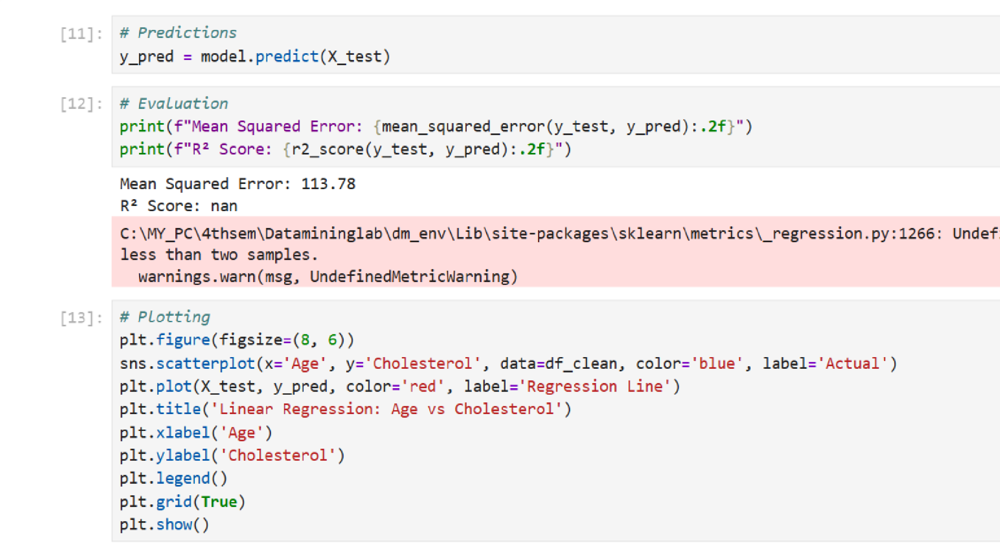 [11]: # Predictions
y_pred = model.predict(X_test)
[12]: # Evaluation
print(f"Mean Squared Error: {mean_squared_error(y_test, y_pred):.2f}")
print(f"R² Score: {r2_score(y_test, y_pred):.2f}")
Mean Squared Error: 113.78
R² Score: nan
C:\MY_PC\4thsem\Datamininglab\dm_env\Lib\site-packages\sklearn\metrics\_regression.py:1266: Undef
less than two samples.
  warnings.warn(msg, UndefinedMetricWarning)
[13]: # Plotting
plt.figure(figsize=(8, 6))
sns.scatterplot(x='Age', y='Cholesterol', data=df_clean, color='blue', label='Actual')
plt.plot(X_test, y_pred, color='red', label='Regression Line')
plt.title('Linear Regression: Age vs Cholesterol')
plt.xlabel('Age')
plt.ylabel('Cholesterol')
plt.legend()
plt.grid(True)
plt.show()